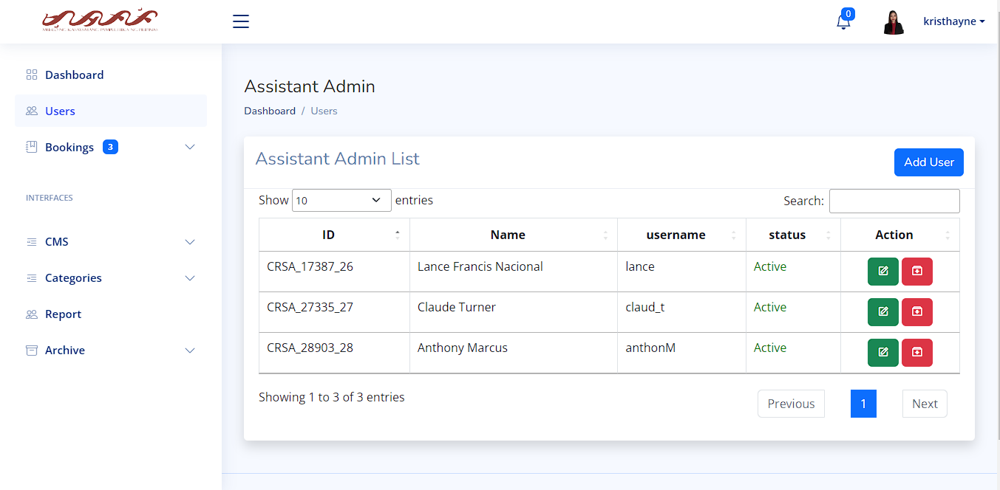 0
kristhayne
Dashboard
Users
Bookings 3
INTERFACES
CMS
Categories
Report
Archive
Assistant Admin
Dashboard / Users
Assistant Admin List
Add User
Show 10 entries
Search:
ID Name username status Action
CRSA_17387_26 Lance Francis Nacional lance Active
CRSA_27335_27 Claude Turner claud_t Active
CRSA_28903_28 Anthony Marcus anthonM Active
Showing 1 to 3 of 3 entries
Previous 1 Next